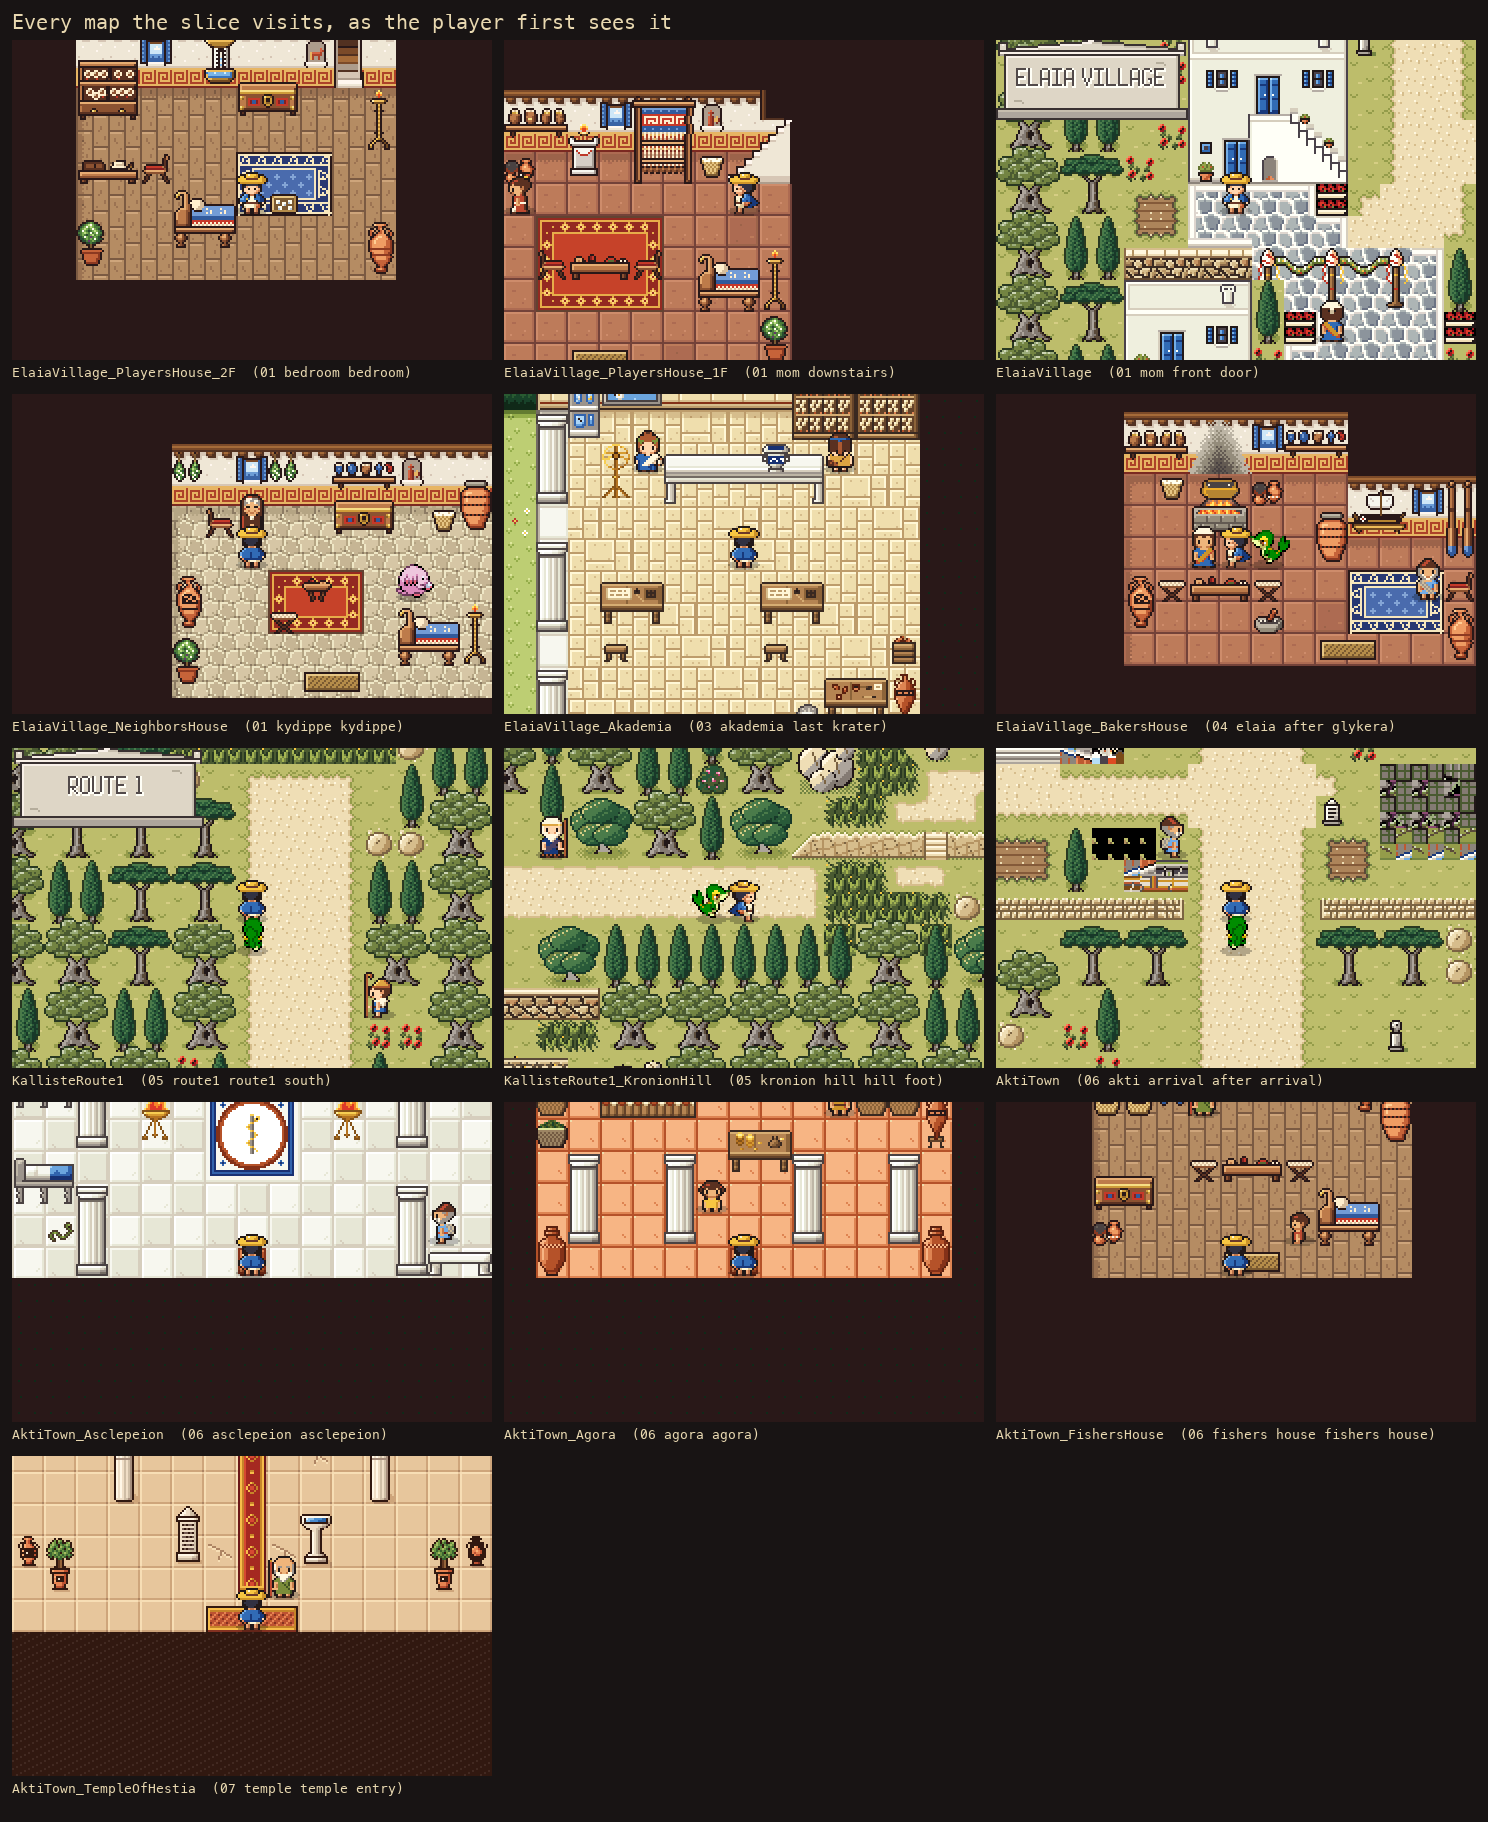 Every map the slice visits, as the player first sees it
ELAIA VILLAGE
ElaiaVillage_PlayersHouse_2F (01 bedroom bedroom)
ElaiaVillage_PlayersHouse_1F (01 mom downstairs)
ElaiaVillage (01 mom front door)
ElaiaVillage_NeighborsHouse (01 kydippe kydippe)
ElaiaVillage_Akademia (03 akademia last krater)
ElaiaVillage_BakersHouse (04 elaia after glykera)
ROUTE 1
KallisteRoute1 (05 route1 route1 south)
KallisteRoute1_KronionHill (05 kronion hill hill foot)
AktiTown (06 akti arrival after arrival)
AktiTown_Asclepeion (06 asclepeion asclepeion)
AktiTown_Agora (06 agora agora)
AktiTown_FishersHouse (06 fishers house fishers house)
AktiTown_TempleOfHestia (07 temple temple entry)